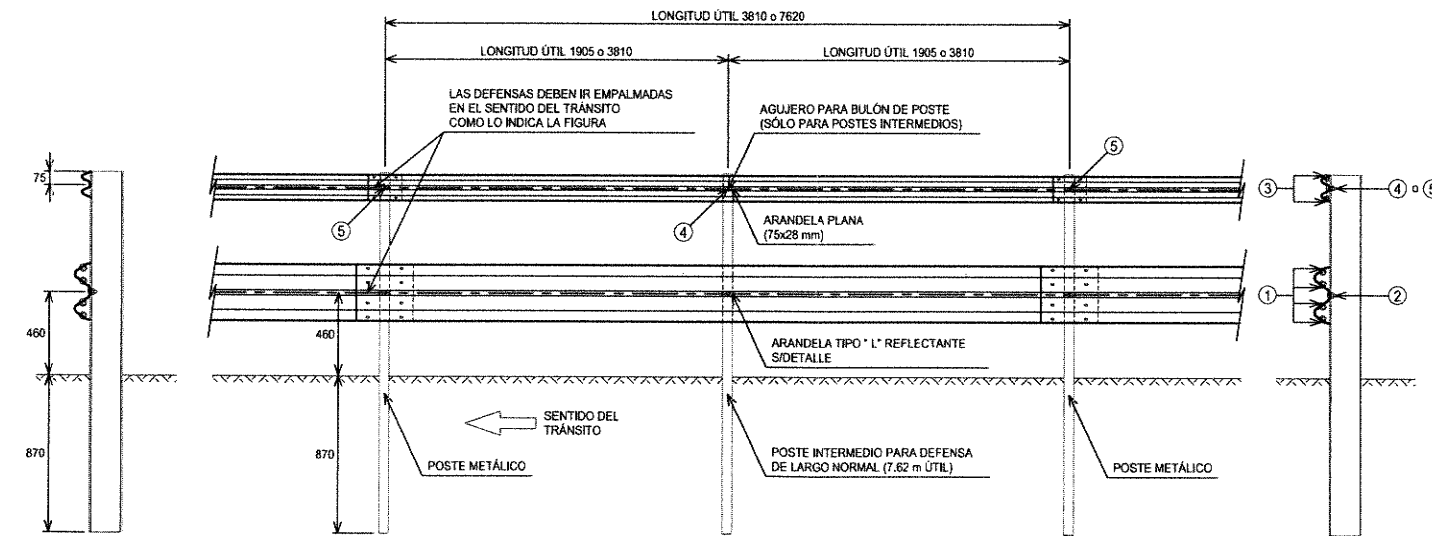 LONGITUD ÚTIL 3810 o 7620
LONGITUD ÚTIL 1905 o 3810
LONGITUD ÚTIL 1905 o 3810
LAS DEFENSAS DEBEN IR EMPALMADAS
EN EL SENTIDO DEL TRÁNSITO
COMO LO INDICA LA FIGURA
AGUJERO PARA BULÓN DE POSTE
(SÓLO PARA POSTES INTERMEDIOS)
5
75
3
4 o 5
5
4
ARANDELA PLANA
(75x28 mm)
1
2
460
460
ARANDELA TIPO " L" REFLECTANTE
S/DETALLE
SENTIDO DEL
TRÁNSITO
870
870
POSTE METÁLICO
POSTE INTERMEDIO PARA DEFENSA
DE LARGO NORMAL (7.62 m ÚTIL)
POSTE METÁLICO